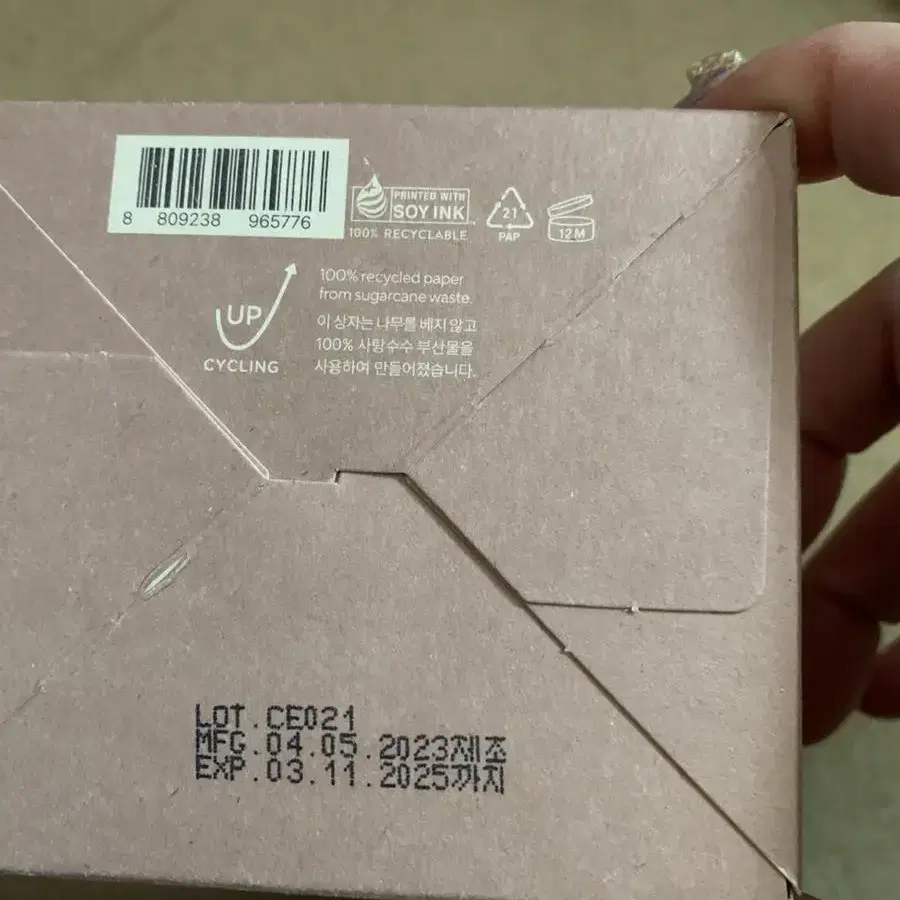 8 809238 965776
PRINTED WITH
SOY INK
100% RECYCLABLE
21
PAP
12M
UP
CYCLING
100% recycled paper
from sugarcane waste.
이 상자는 나무를 베지 않고
100% 사탕수수 부산물을
사용하여 만들어졌습니다.
LOT.CE021
MFG.04.05.2023제조
EXP.03.11.2025까지